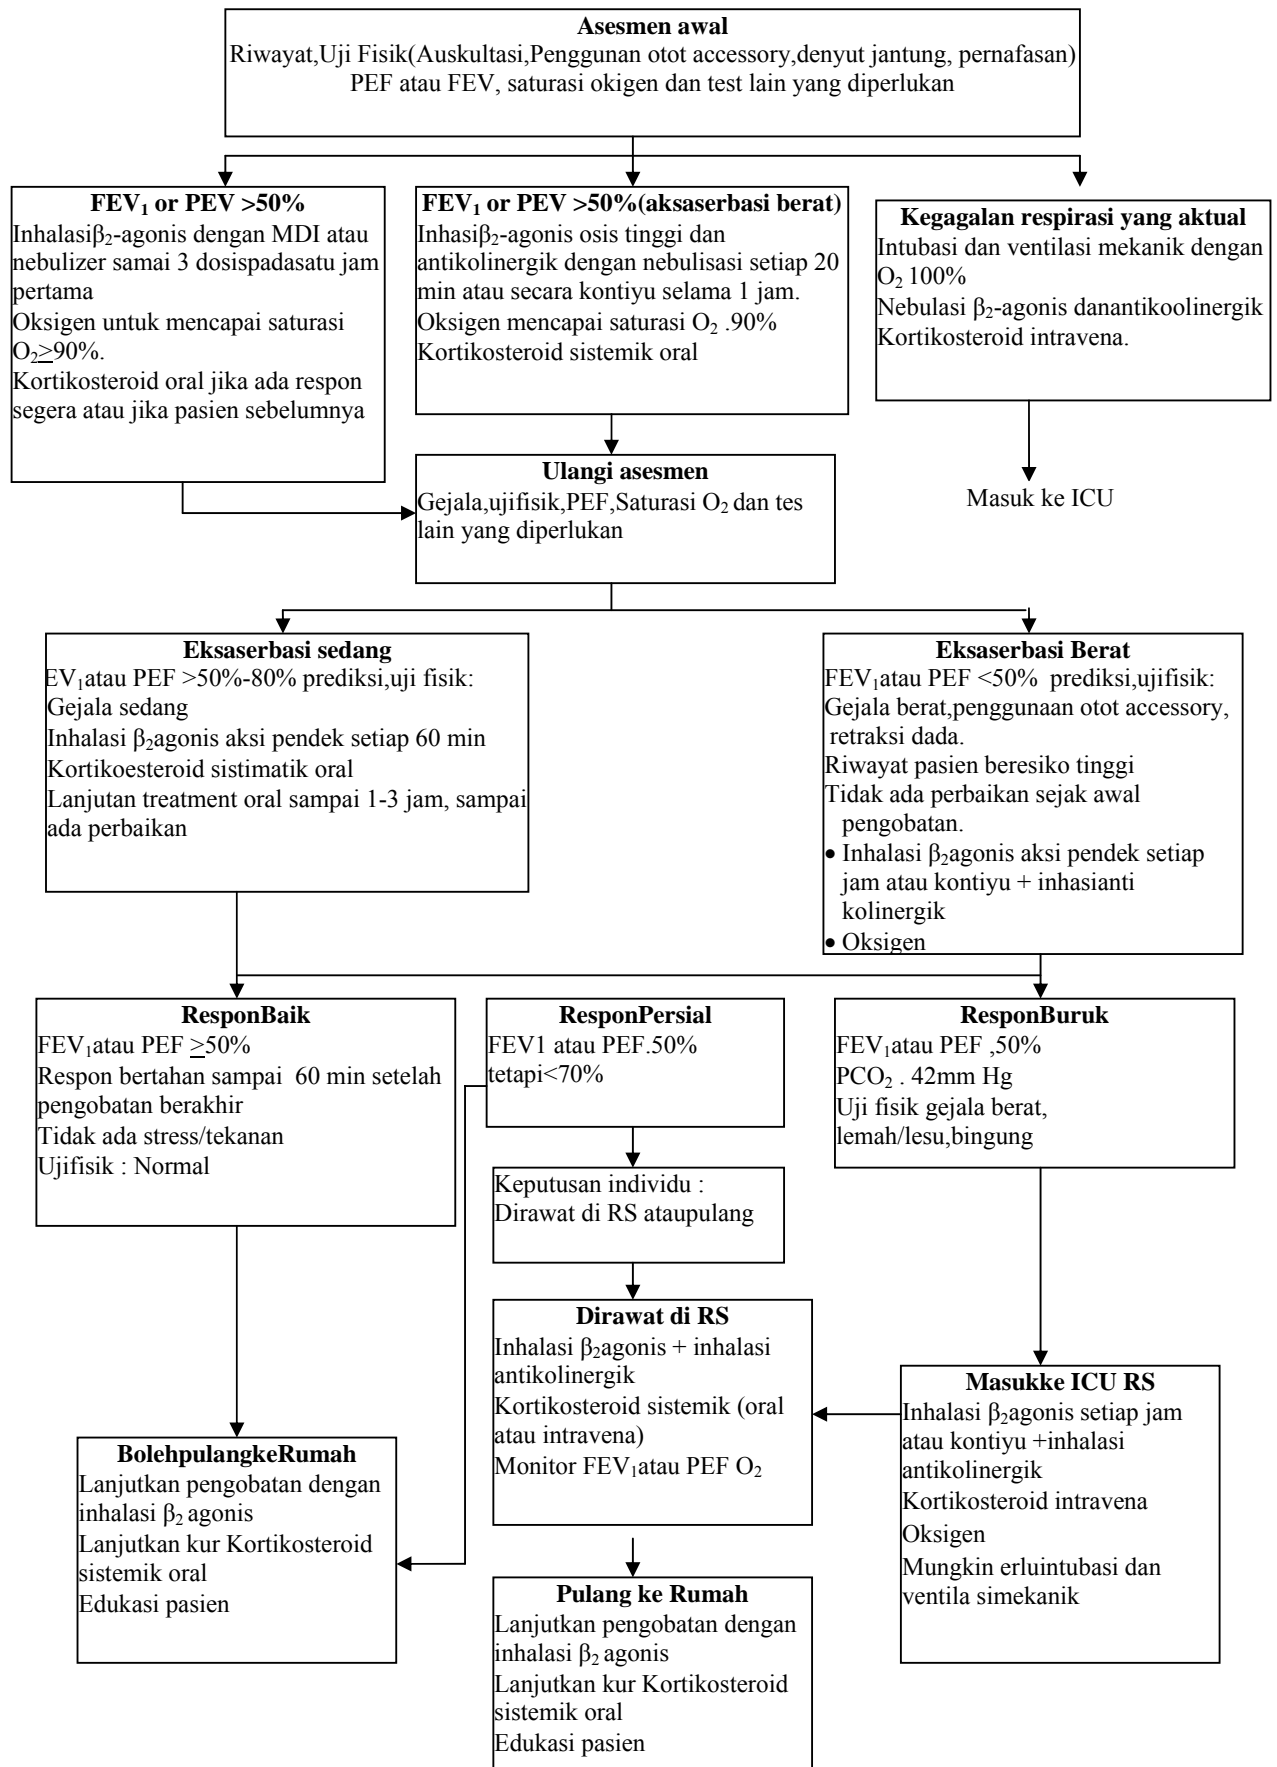 Asesmen awal
Riwayat,Uji Fisik(Auskultasi,Penggunan otot accessory,denyut jantung, pernafasan)
PEF atau FEV, saturasi okigen dan test lain yang diperlukan
FEV₁ or PEV >50%
Inhalasiβ₂-agonis dengan MDI atau
nebulizer samai 3 dosispadasatu jam
pertama
Oksigen untuk mencapai saturasi
O₂≥90%.
Kortikosteroid oral jika ada respon
segera atau jika pasien sebelumnya
FEV₁ or PEV >50%(aksaserbasi berat)
Inhasiβ₂-agonis osis tinggi dan
antikolinergik dengan nebulisasi setiap 20
min atau secara kontiyu selama 1 jam.
Oksigen mencapai saturasi O₂ .90%
Kortikosteroid sistemik oral
Kegagalan respirasi yang aktual
Intubasi dan ventilasi mekanik dengan
O₂ 100%
Nebulasi β₂-agonis danantikoolinergik
Kortikosteroid intravena.
Ulangi asesmen
Gejala,ujifisik,PEF,Saturasi O₂ dan tes
lain yang diperlukan
Masuk ke ICU
Eksaserbasi sedang
EV₁atau PEF >50%-80% prediksi,uji fisik:
Gejala sedang
Inhalasi β₂agonis aksi pendek setiap 60 min
Kortikoesteroid sistimatik oral
Lanjutan treatment oral sampai 1-3 jam, sampai
ada perbaikan
Eksaserbasi Berat
FEV₁atau PEF <50% prediksi,ujifisik:
Gejala berat,penggunaan otot accessory,
retraksi dada.
Riwayat pasien beresiko tinggi
Tidak ada perbaikan sejak awal
pengobatan.
• Inhalasi β₂agonis aksi pendek setiap
jam atau kontiyu + inhasianti
kolinergik
• Oksigen
ResponBaik
FEV₁atau PEF ≥50%
Respon bertahan sampai 60 min setelah
pengobatan berakhir
Tidak ada stress/tekanan
Ujifisik : Normal
ResponPersial
FEV1 atau PEF.50%
tetapi<70%
ResponBuruk
FEV₁atau PEF ,50%
PCO₂ . 42mm Hg
Uji fisik gejala berat,
lemah/lesu,bingung
Keputusan individu :
Dirawat di RS ataupulang
Dirawat di RS
Inhalasi β₂agonis + inhalasi
antikolinergik
Kortikosteroid sistemik (oral
atau intravena)
Monitor FEV₁atau PEF O₂
Masukke ICU RS
Inhalasi β₂agonis setiap jam
atau kontiyu +inhalasi
antikolinergik
Kortikosteroid intravena
Oksigen
Mungkin erluintubasi dan
ventila simekanik
BolehpulangkeRumah
Lanjutkan pengobatan dengan
inhalasi β₂ agonis
Lanjutkan kur Kortikosteroid
sistemik oral
Edukasi pasien
Pulang ke Rumah
Lanjutkan pengobatan dengan
inhalasi β₂ agonis
Lanjutkan kur Kortikosteroid
sistemik oral
Edukasi pasien